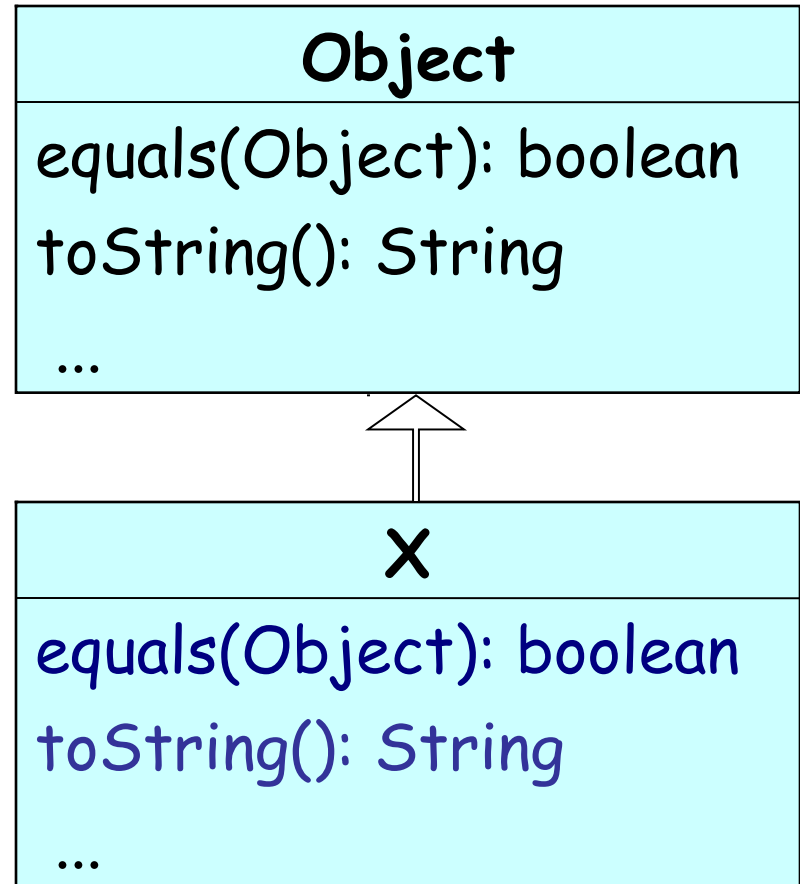 Object
equals(Object): boolean
toString(): String
...
X
equals(Object): boolean
toString(): String
...